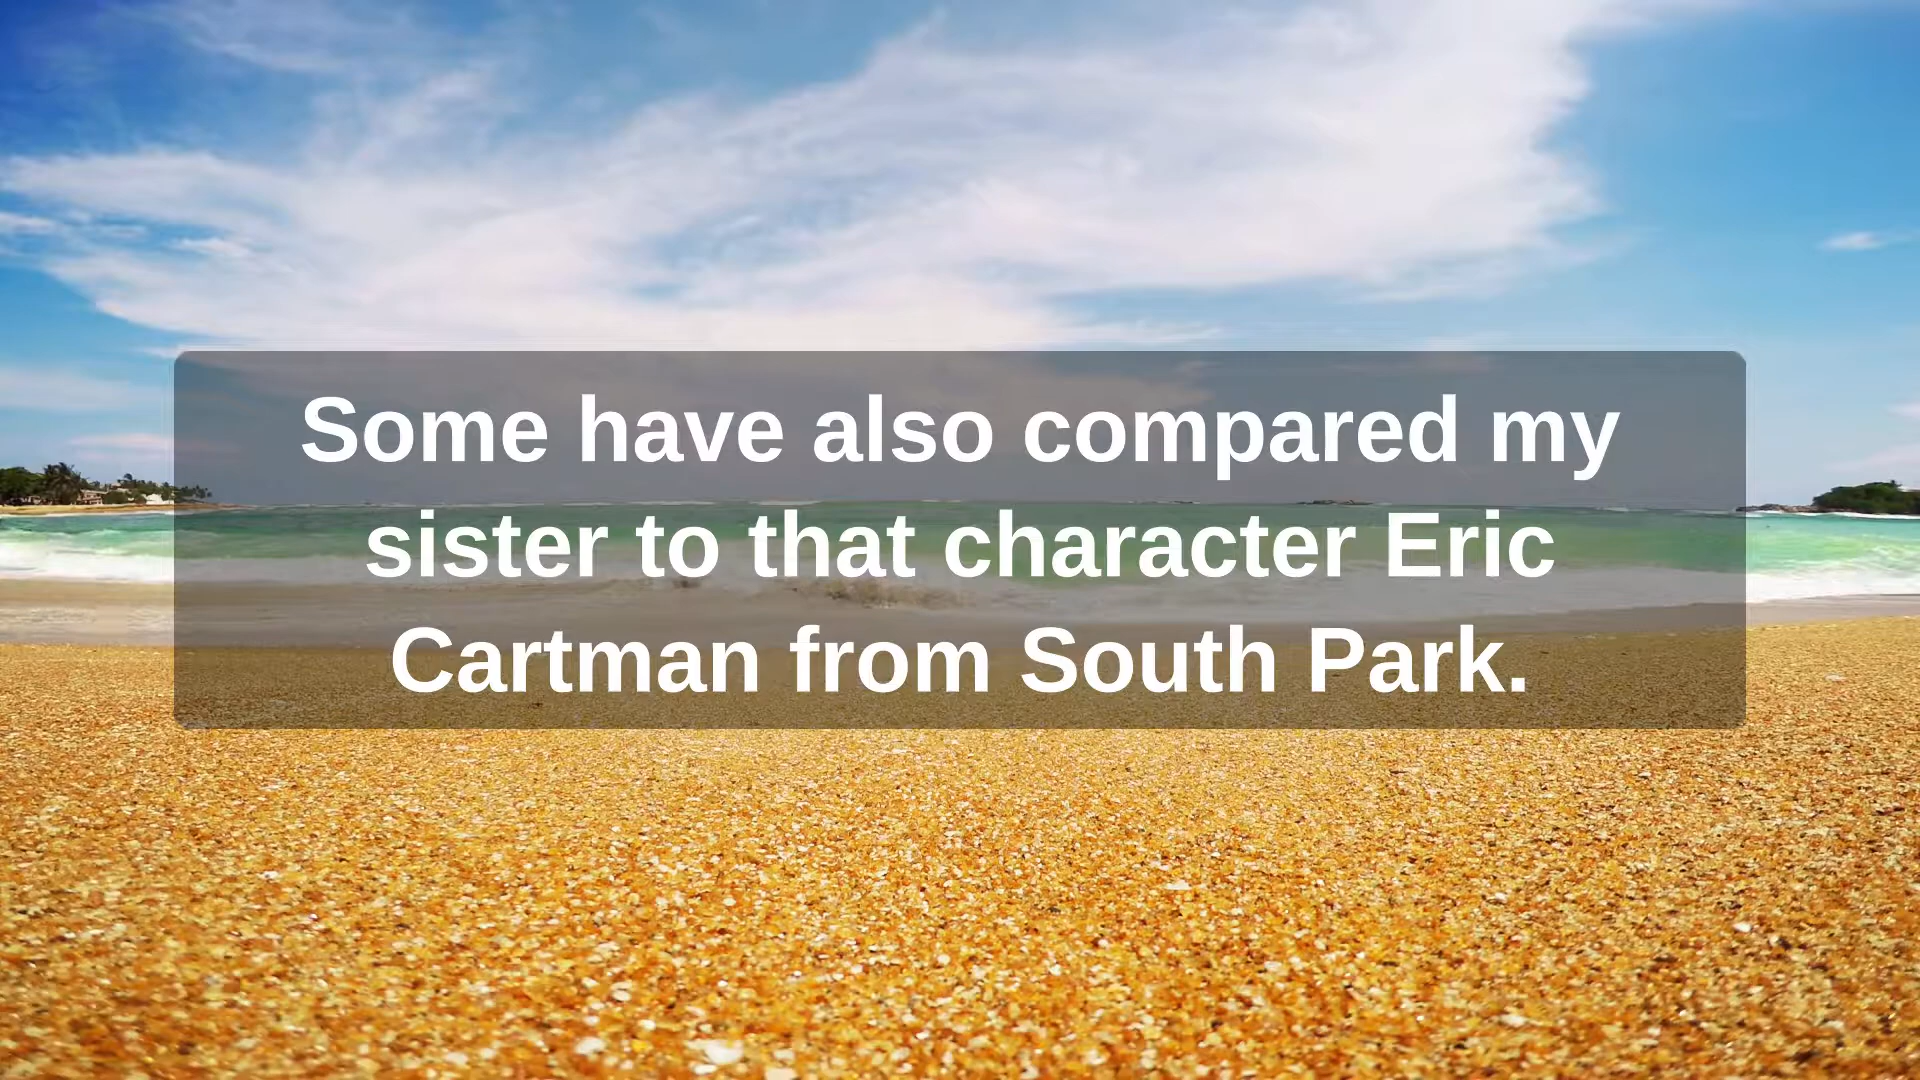 Some have also compared my
sister to that character Eric
Cartman from South Park.